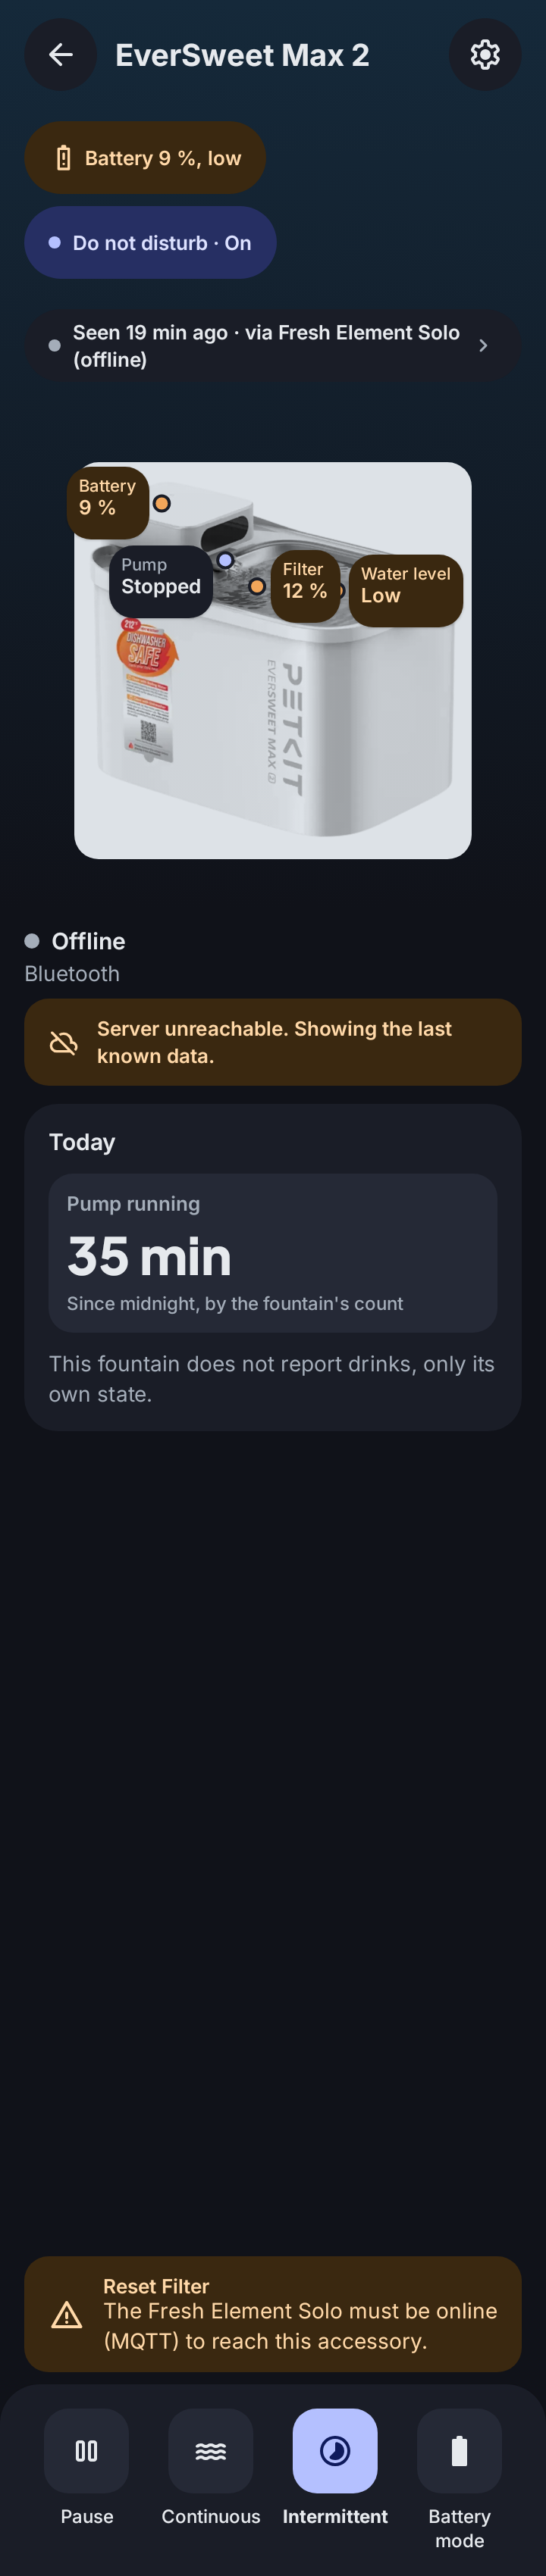 EverSweet Max 2
Battery 9 %, low
Do not disturb · On
Seen 19 min ago · via Fresh Element Solo
(offline)
Battery
9 %
Pump
Stopped
Filter
12 %
Water level
Low
212°
DISHWASHER
SAFE
PETKIT
EVERSWEET MAX 2
Offline
Bluetooth
Server unreachable. Showing the last
known data.
Today
Pump running
35 min
Since midnight, by the fountain's count
This fountain does not report drinks, only its
own state.
Reset Filter
The Fresh Element Solo must be online
(MQTT) to reach this accessory.
Pause
Continuous
Intermittent
Battery
mode